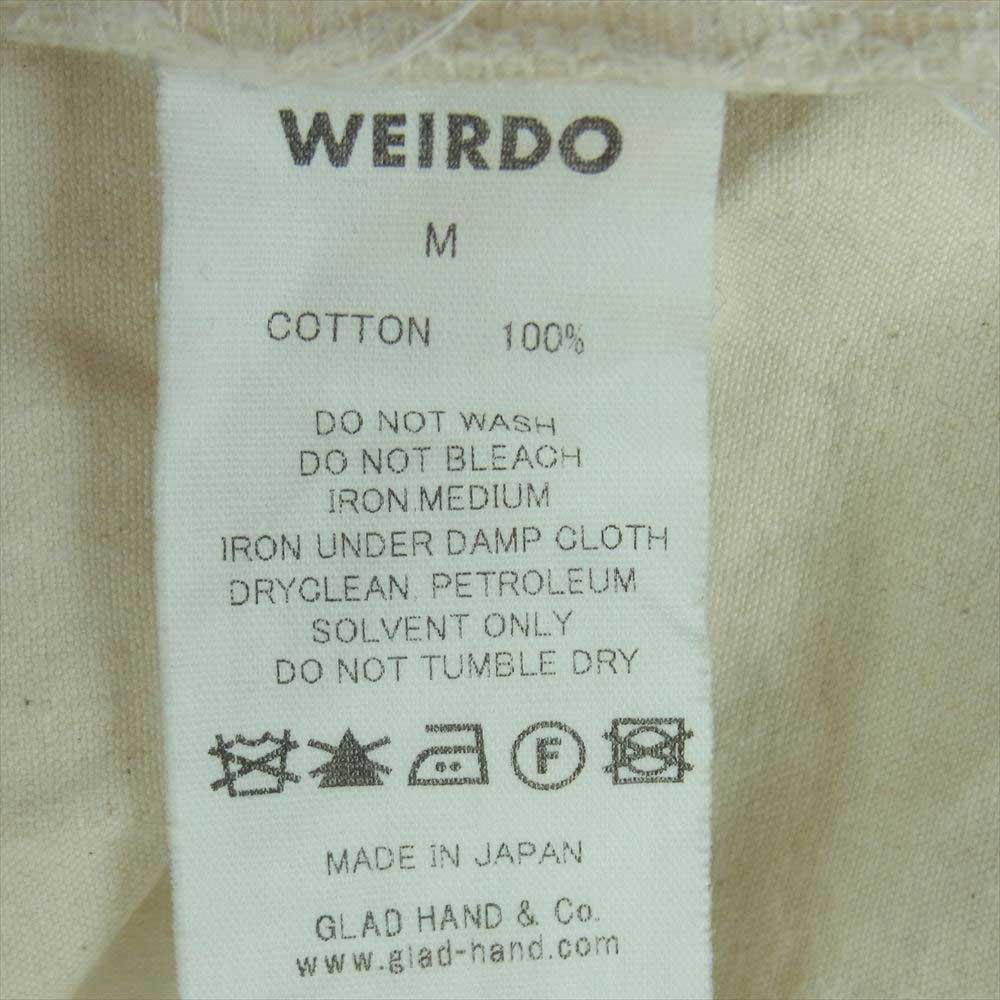 WEIRDO
M
COTTON 100%
DO NOT WASH
DO NOT BLEACH
IRON.MEDIUM
IRON UNDER DAMP CLOTH
DRYCLEAN, PETROLEUM
SOLVENT ONLY
DO NOT TUMBLE DRY
F
MADE IN JAPAN
GLAD HAND & Co.
www.glad-hand.com